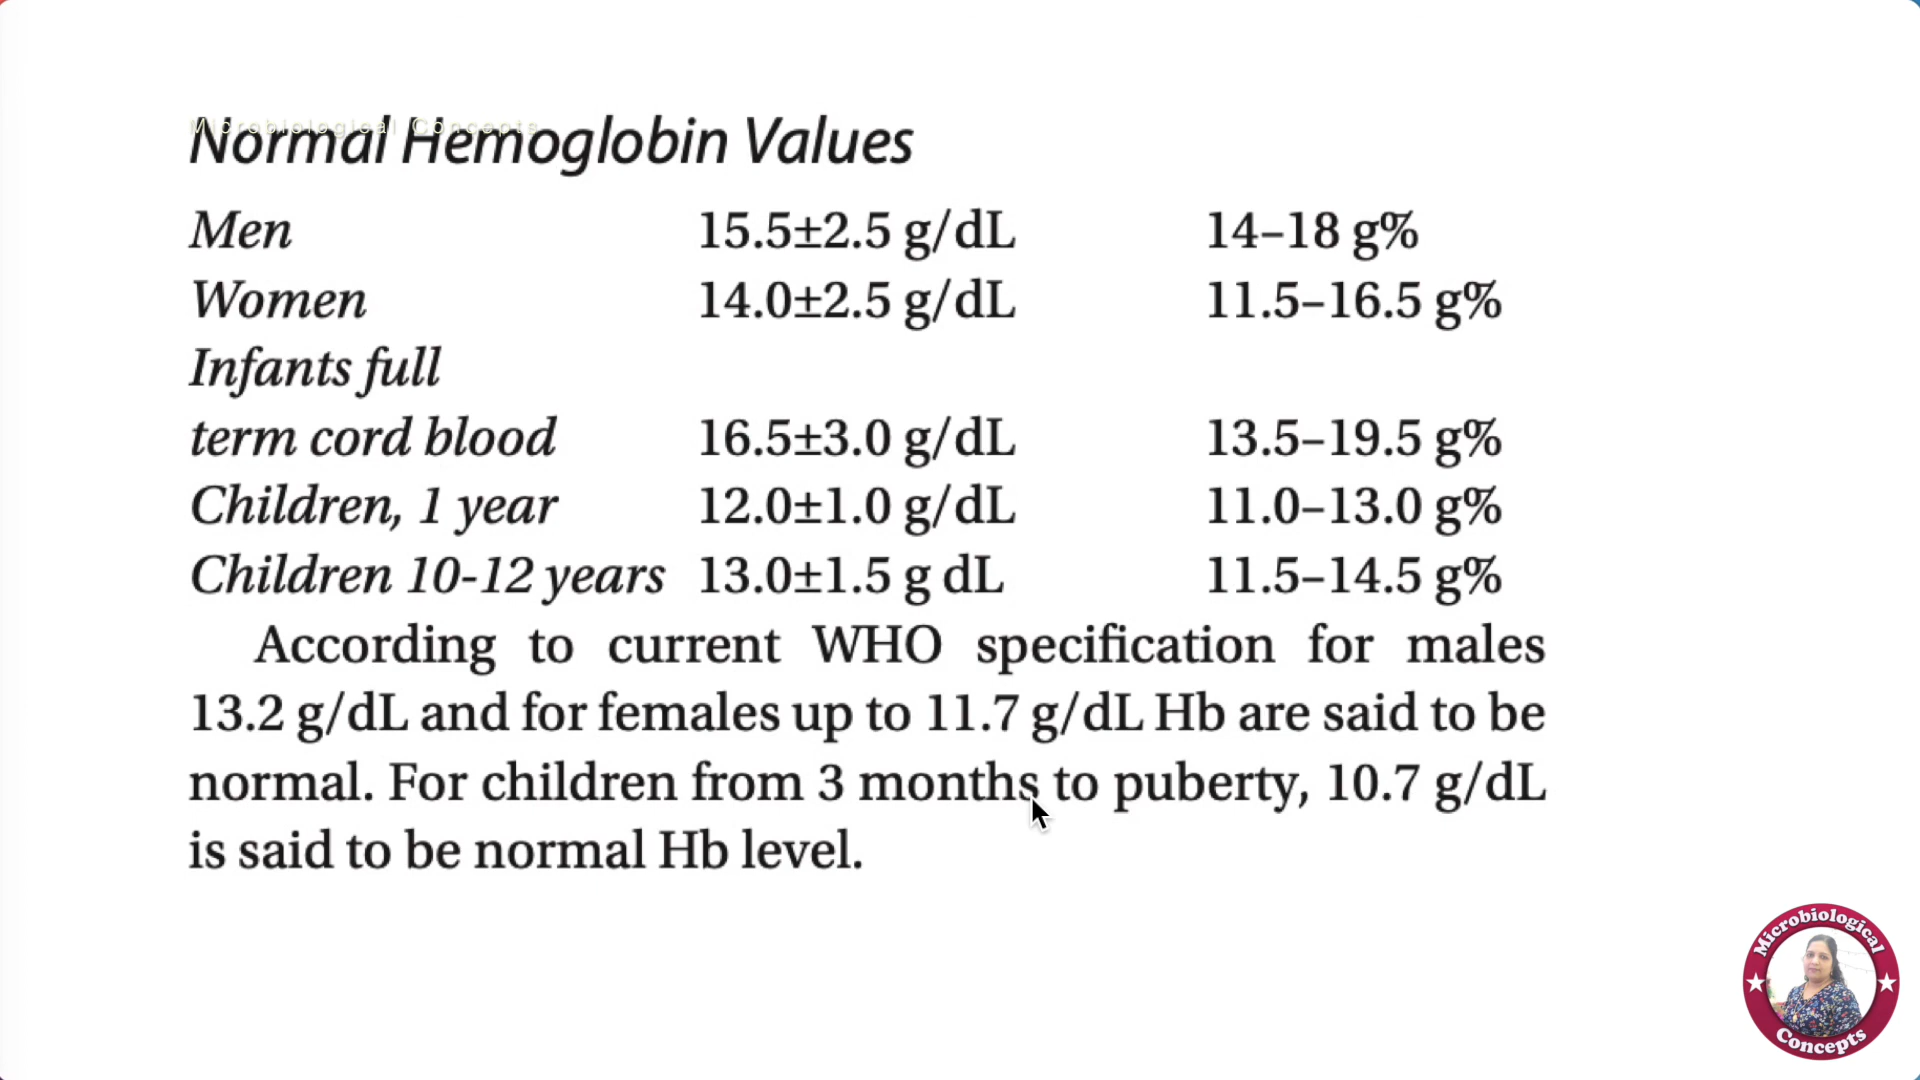 Microbiological Concepts
Normal Hemoglobin Values
Men 15.5±2.5 g/dL 14–18 g%
Women 14.0±2.5 g/dL 11.5–16.5 g%
Infants full
term cord blood 16.5±3.0 g/dL 13.5–19.5 g%
Children, 1 year 12.0±1.0 g/dL 11.0–13.0 g%
Children 10-12 years 13.0±1.5 g dL 11.5–14.5 g%
According to current WHO specification for males
13.2 g/dL and for females up to 11.7 g/dL Hb are said to be
normal. For children from 3 months to puberty, 10.7 g/dL
is said to be normal Hb level.
Microbiological
Concepts